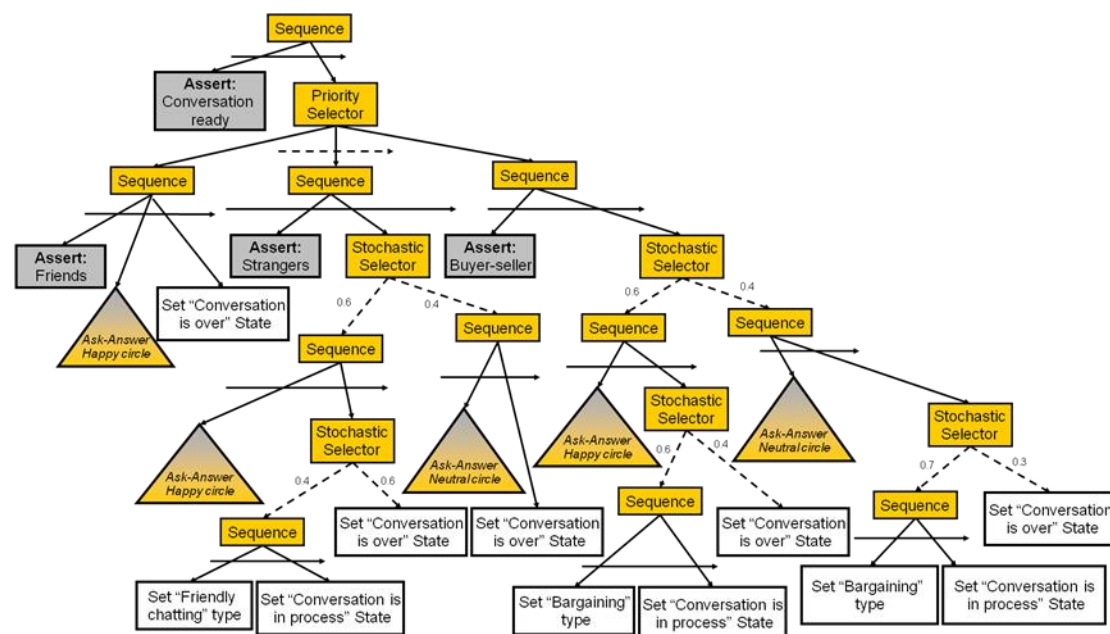 Sequence
Assert:
Conversation
ready
Priority
Selector
Sequence
Sequence
Sequence
Assert:
Friends
Ask-Answer
Happy circle
Set “Conversation
is over” State
Assert:
Strangers
Stochastic
Selector
Assert:
Buyer-seller
Stochastic
Selector
0.6
0.4
0.6
0.4
Sequence
Sequence
Sequence
Sequence
Ask-Answer
Happy circle
Stochastic
Selector
Ask-Answer
Neutral circle
Set “Conversation
is over” State
Ask-Answer
Happy circle
Stochastic
Selector
Ask-Answer
Neutral circle
Stochastic
Selector
0.4
0.6
0.6
0.4
0.7
0.3
Sequence
Set “Conversation
is over” State
Sequence
Set “Conversation
is over” State
Sequence
Set “Conversation
is over” State
Set “Friendly
chatting” type
Set “Conversation is
in process” State
Set “Bargaining”
type
Set “Conversation is
in process” State
Set “Bargaining”
type
Set “Conversation is
in process” State